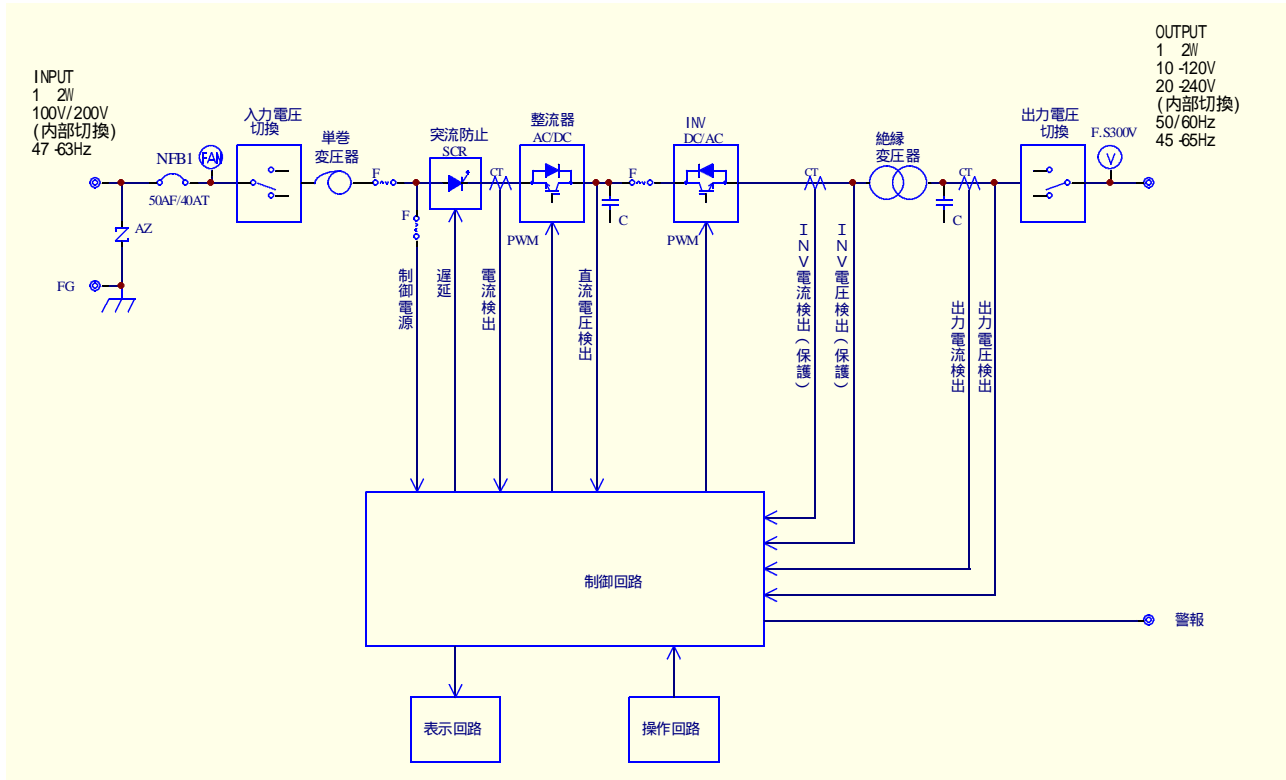 INPUT
1 2W
100V/200V
(内部切換)
47-63Hz
OUTPUT
1 2W
10-120V
20-240V
(内部切換)
50/60Hz
45-65Hz
NFB1
FAN
50AF/40AT
AZ
FG
入力電圧
切換
単巻
変圧器
F
F
突流防止
SCR
CT
整流器
AC/DC
PWM
F
C
INV
DC/AC
PWM
CT
絶縁
変圧器
CT
C
出力電圧
切換
F.S300V
V
制御電源
遅延
電流検出
直流電圧検出
INV電流検出(保護)
INV電圧検出(保護)
出力電流検出
出力電圧検出
制御回路
警報
表示回路
操作回路